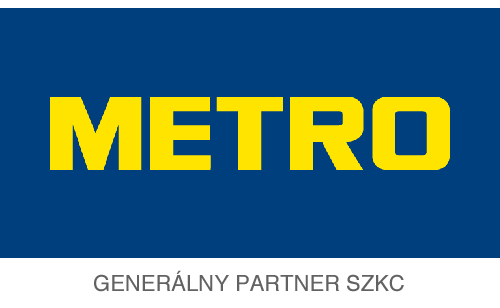 METRO
GENERÁLNY PARTNER SZKC